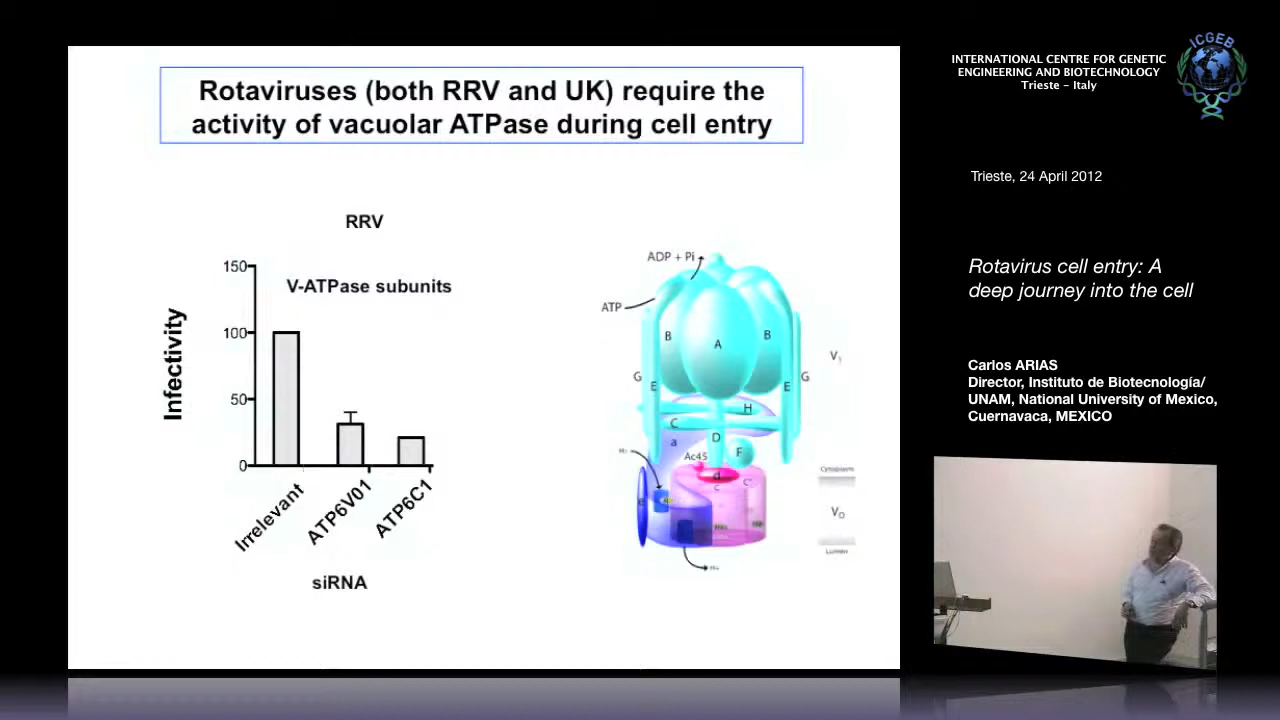 Rotaviruses (both RRV and UK) require the
activity of vacuolar ATPase during cell entry
RRV
V-ATPase subunits
Infectivity
150
100
50
0
Irrelevant
ATP6V01
ATP6C1
siRNA
ADP + Pi
ATP
B
A
B
G
E
E
G
V₁
H
C
a
D
F
Ac45
d
c
c"
H+
Cytoplasm
V₀
Lumen
H+
ICGEB
INTERNATIONAL CENTRE FOR GENETIC
ENGINEERING AND BIOTECHNOLOGY
Trieste - Italy
Trieste, 24 April 2012
Rotavirus cell entry: A
deep journey into the cell
Carlos ARIAS
Director, Instituto de Biotecnología/
UNAM, National University of Mexico,
Cuernavaca, MEXICO